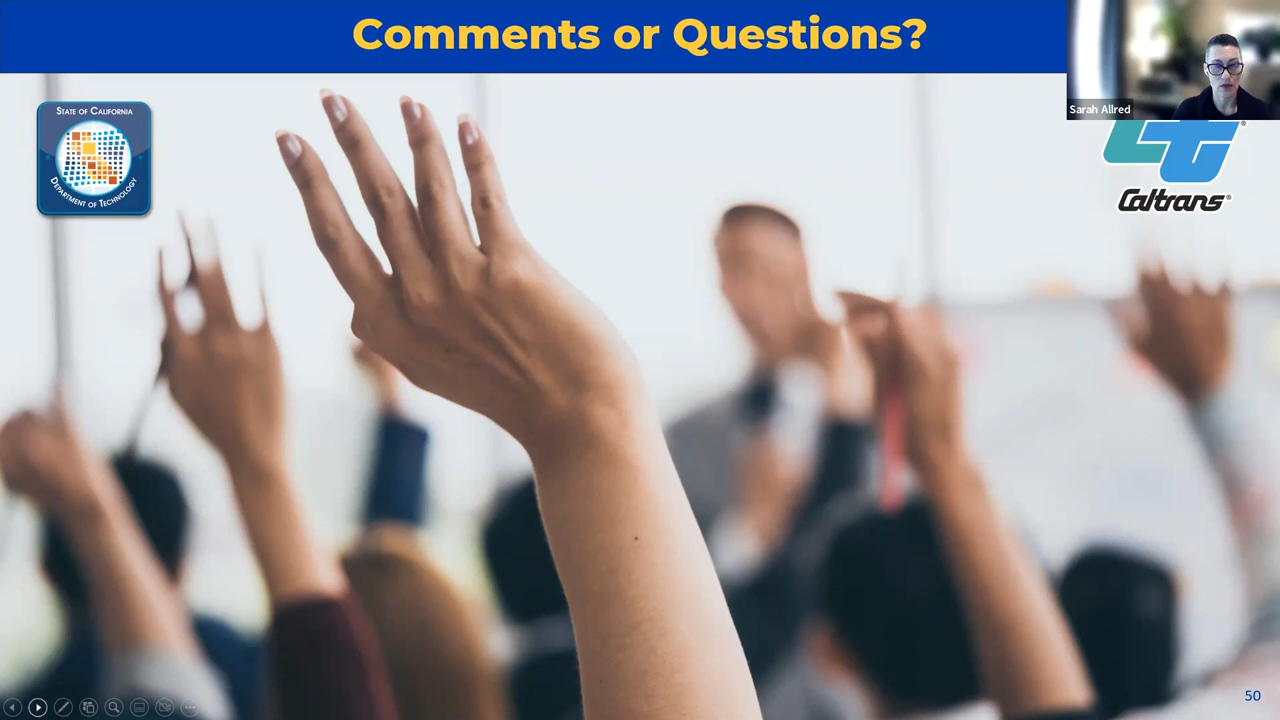 Comments or Questions?
Sarah Allred
STATE OF CALIFORNIA
DEPARTMENT OF TECHNOLOGY
Caltrans®
50